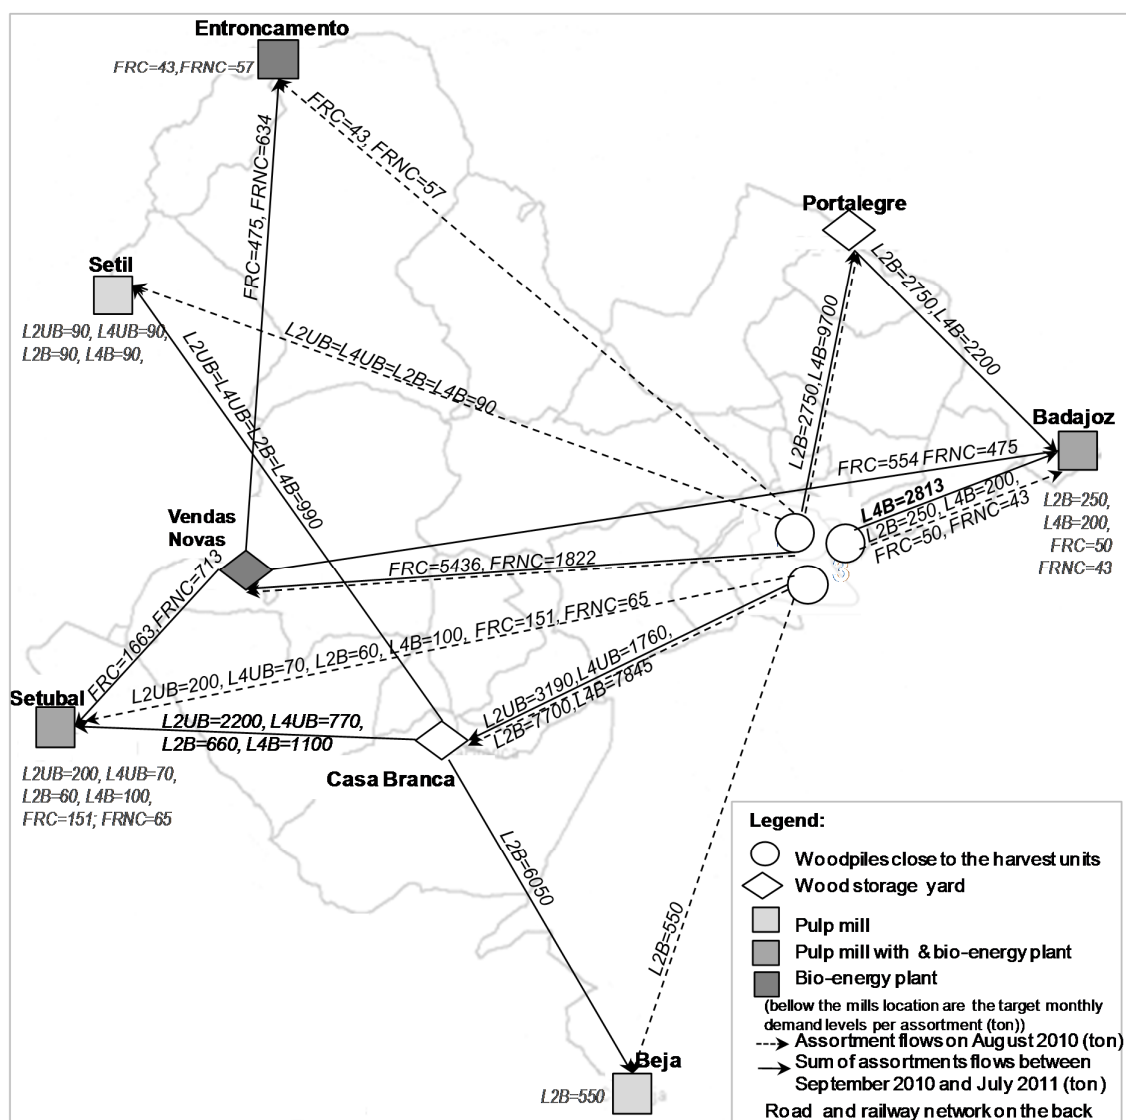 Entroncamento
FRC=43,FRNC=57
FRC=43, FRNC=57
FRC=475, FRNC=634
Portalegre
L2B=2750,L4B=2200
Setil
L2UB=90, L4UB=90,
L2B=90, L4B=90,
L2UB=L4UB=L2B=L4B=90
L2UB=L4UB=L2B=L4B=990
L2B=2750,L4B=9700
Badajoz
FRC=554 FRNC=475
L4B=2813
L2B=250, L4B=200,
FRC=50, FRNC=43
L2B=250,
L4B=200,
FRC=50
FRNC=43
Vendas
Novas
FRC=5436, FRNC=1822
FRC=1663,FRNC=713
L2UB=200, L4UB=70, L2B=60, L4B=100, FRC=151, FRNC=65
L2UB=3190,L4UB=1760,
L2B=7700,L4B=7845
Setubal
L2UB=2200, L4UB=770,
L2B=660, L4B=1100
Casa Branca
L2UB=200, L4UB=70,
L2B=60, L4B=100,
FRC=151; FRNC=65
L2B=6050
L2B=550
Beja
L2B=550
Legend:
Woodpiles close to the harvest units
Wood storage yard
Pulp mill
Pulp mill with & bio-energy plant
Bio-energy plant
(bellow the mills location are the target monthly
demand levels per assortment (ton))
Assortment flows on August 2010 (ton)
Sum of assortments flows between
September 2010 and July 2011 (ton)
Road and railway network on the back